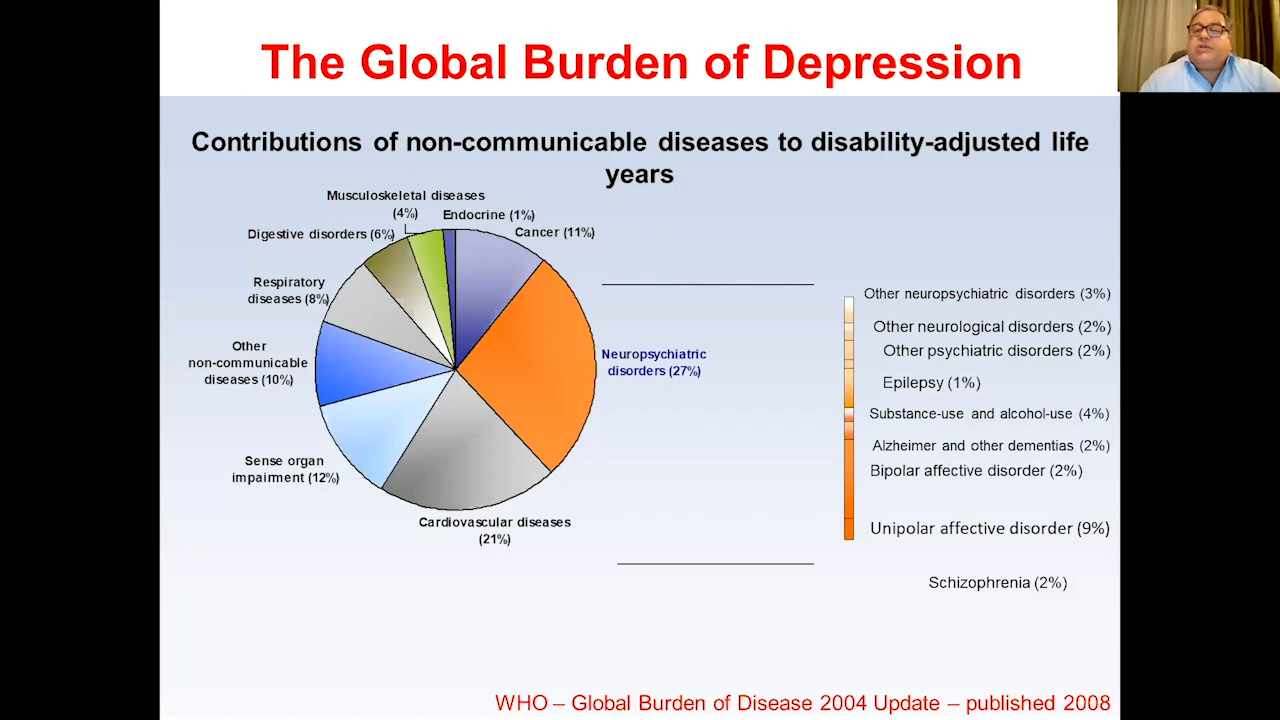 The Global Burden of Depression
Contributions of non-communicable diseases to disability-adjusted life
years
Musculoskeletal diseases
(4%)
Endocrine (1%)
Cancer (11%)
Digestive disorders (6%)
Respiratory
diseases (8%)
Other
non-communicable
diseases (10%)
Sense organ
impairment (12%)
Cardiovascular diseases
(21%)
Neuropsychiatric
disorders (27%)
Other neuropsychiatric disorders (3%)
Other neurological disorders (2%)
Other psychiatric disorders (2%)
Epilepsy (1%)
Substance-use and alcohol-use (4%)
Alzheimer and other dementias (2%)
Bipolar affective disorder (2%)
Unipolar affective disorder (9%)
Schizophrenia (2%)
WHO – Global Burden of Disease 2004 Update – published 2008